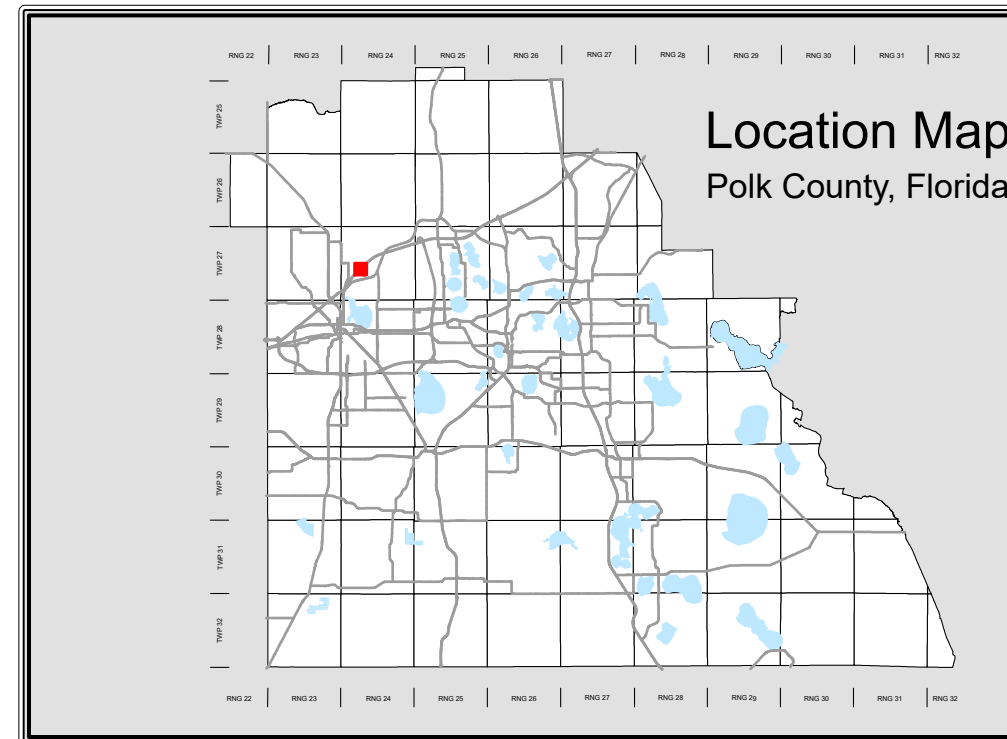 RNG 22 RNG 23 RNG 24 RNG 25 RNG 26 RNG 27 RNG 28 RNG 29 RNG 30 RNG 31 RNG 32
Location Map
Polk County, Florida
TWP 25
TWP 26
TWP 27
TWP 28
TWP 29
TWP 30
TWP 31
TWP 32
RNG 22 RNG 23 RNG 24 RNG 25 RNG 26 RNG 27 RNG 28 RNG 29 RNG 30 RNG 31 RNG 32